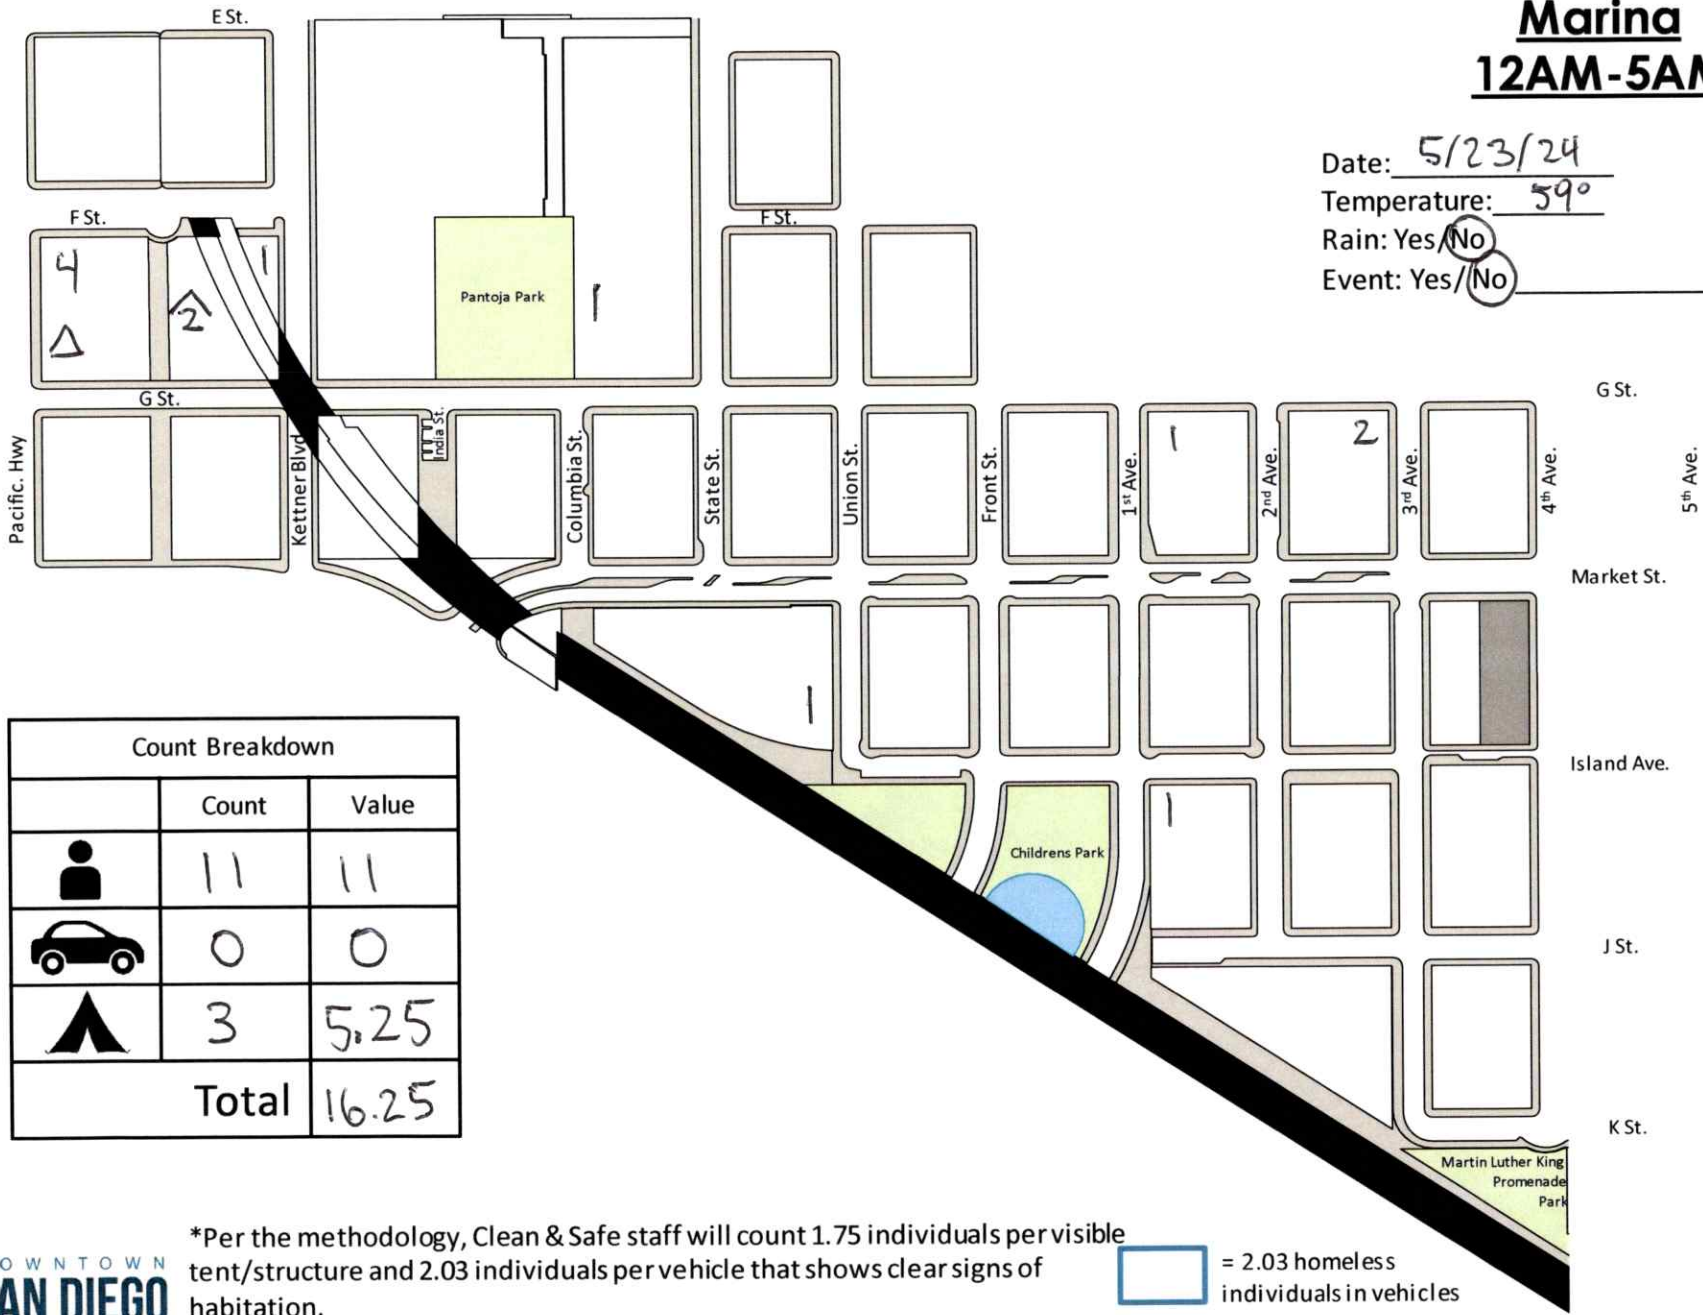 Marina
12AM-5AM
Date: 5/23/24
Temperature: 59°
Rain: Yes/No
Event: Yes/No
E St.
F St.
F St.
4
1
2
Pantoja Park
1
G St.
G St.
Pacific. Hwy
Kettner Blvd
India St.
Columbia St.
State St.
Union St.
Front St.
1st Ave.
2nd Ave.
3rd Ave.
4th Ave.
5th Ave.
1
2
Market St.
1
Island Ave.
1
Childrens Park
J St.
K St.
Martin Luther King
Promenade
Park
Count Breakdown
Count Value
11 11
0 0
3 5.25
Total 16.25
*Per the methodology, Clean & Safe staff will count 1.75 individuals per visible
tent/structure and 2.03 individuals per vehicle that shows clear signs of
habitation.
= 2.03 homeless
individuals in vehicles
OWNTOWN
AN DIEGO